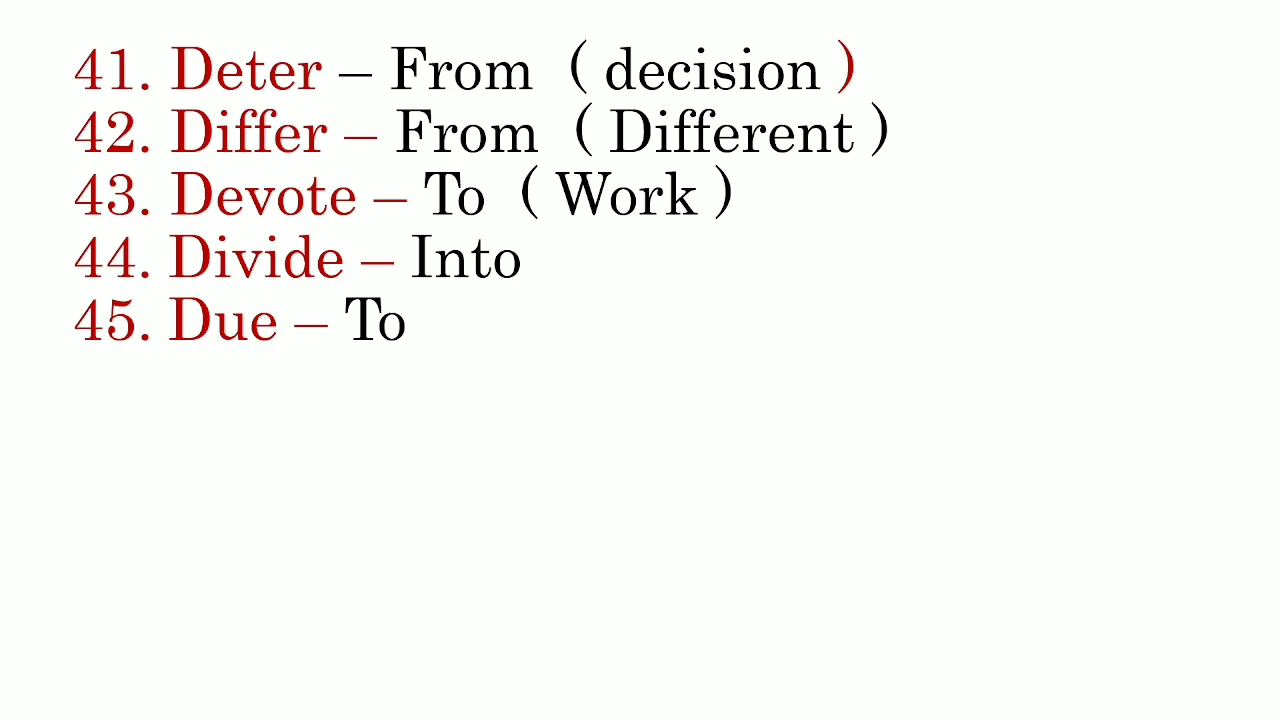 41. Deter – From ( decision )
42. Differ – From ( Different )
43. Devote – To ( Work )
44. Divide – Into
45. Due – To